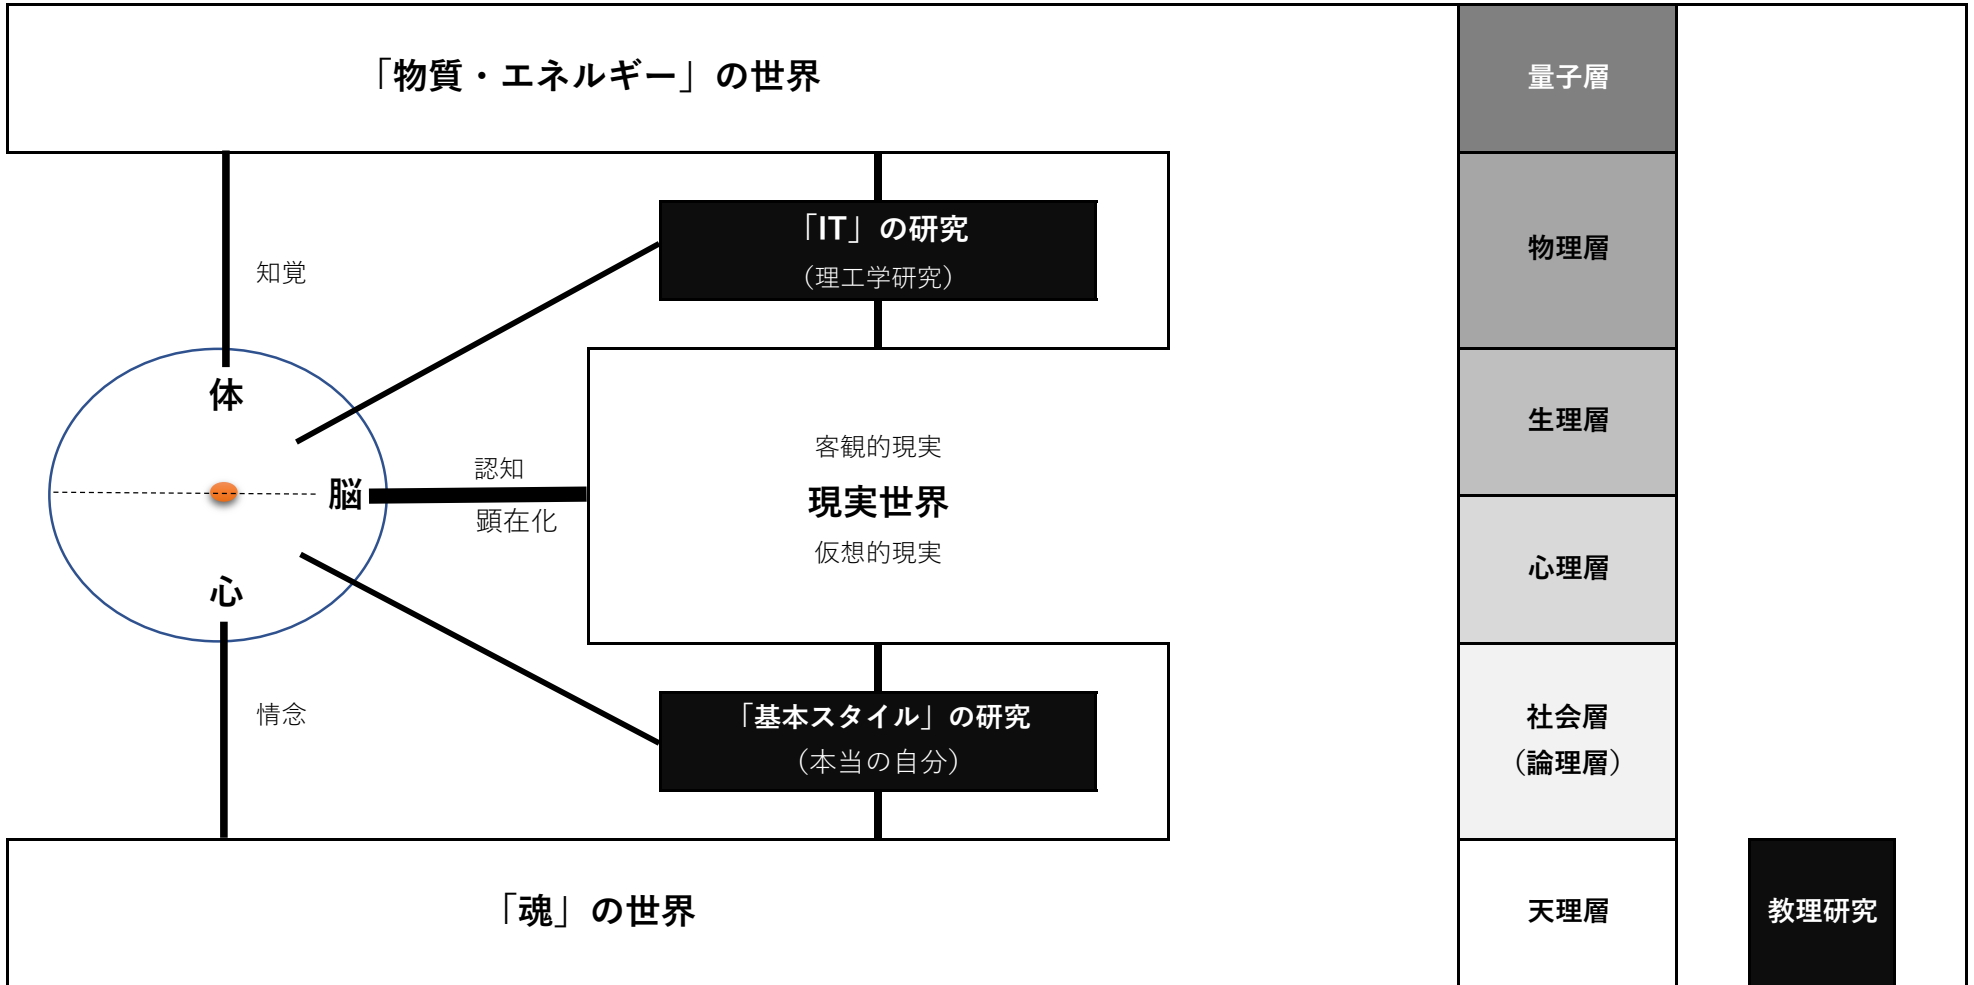 「物質・エネルギー」の世界
量子層
「IT」の研究
（理工学研究）
物理層
知覚
体
生理層
客観的現実
認知
脳
現実世界
顕在化
仮想的現実
心理層
心
情念
「基本スタイル」の研究
（本当の自分）
社会層
（論理層）
「魂」の世界
天理層
教理研究